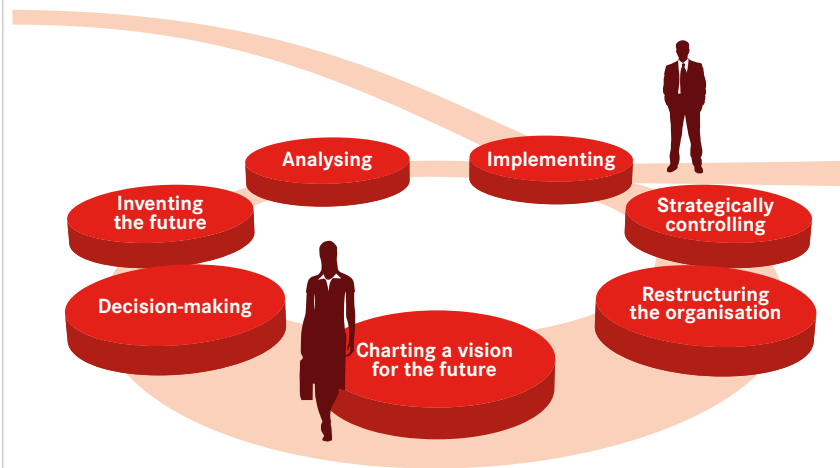 Analysing
Implementing
Inventing
the future
Strategically
controlling
Decision-making
Restructuring
the organisation
Charting a vision
for the future